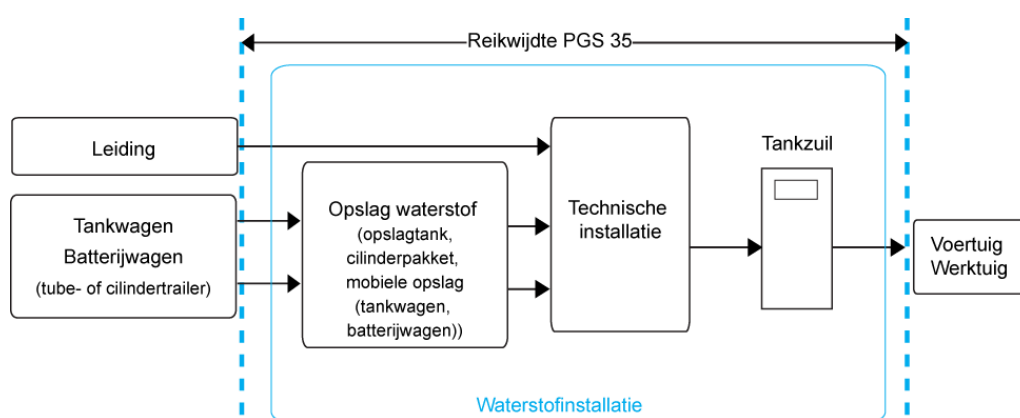 Reikwijdte PGS 35
Leiding
Tankwagen
Batterijwagen
(tube- of cilindertrailer)
Opslag waterstof
(opslagtank,
cilinderpakket,
mobiele opslag
(tankwagen,
batterijwagen))
Technische
installatie
Tankzuil
Voertuig
Werktuig
Waterstofinstallatie